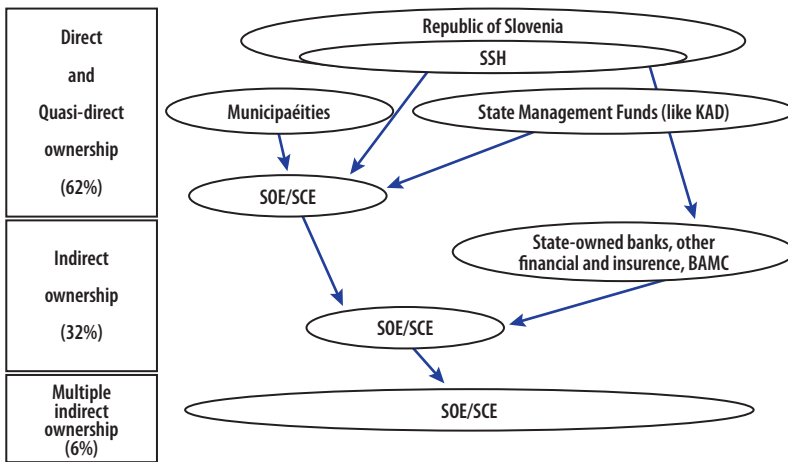 Direct
and
Quasi-direct
ownership
(62%)
Republic of Slovenia
SSH
Municipaéities
State Management Funds (like KAD)
SOE/SCE
Indirect
ownership
(32%)
State-owned banks, other
financial and insurence, BAMC
SOE/SCE
Multiple
indirect
ownership
(6%)
SOE/SCE